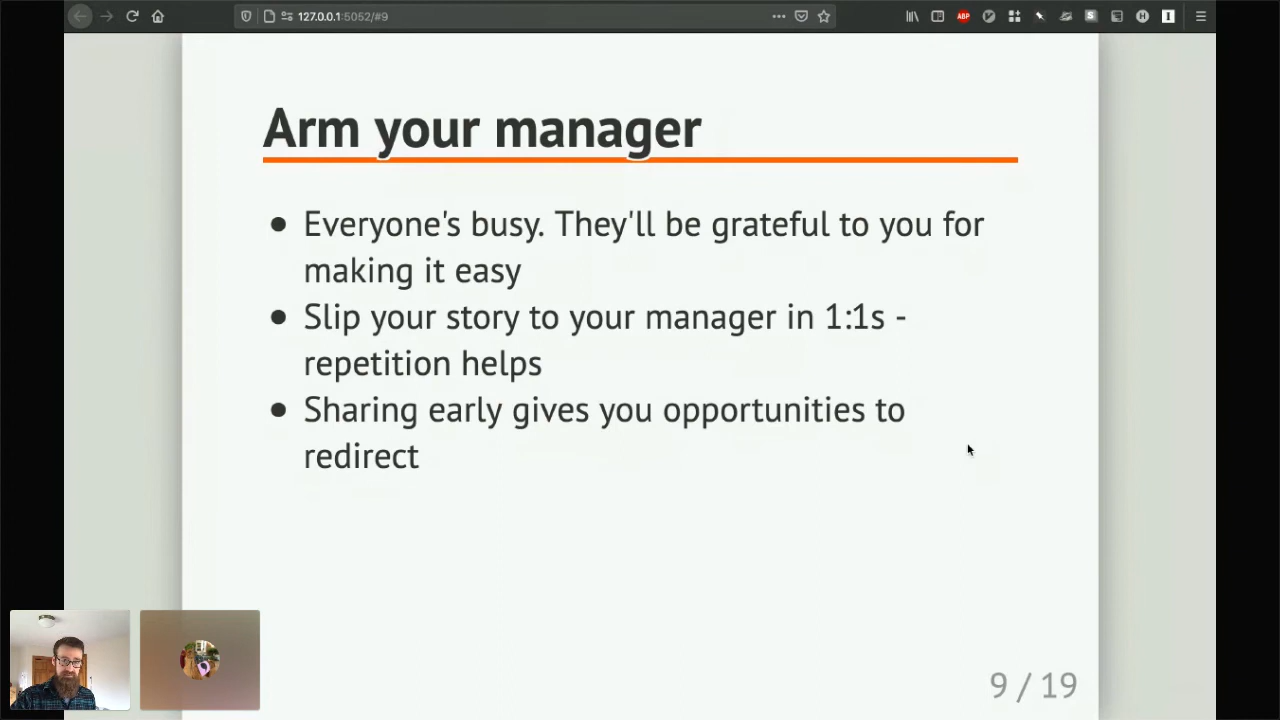 127.0.0.1:5052/#9
ABP
S
H
I
Arm your manager
● Everyone's busy. They'll be grateful to you for
making it easy
● Slip your story to your manager in 1:1s -
repetition helps
● Sharing early gives you opportunities to
redirect
9 / 19